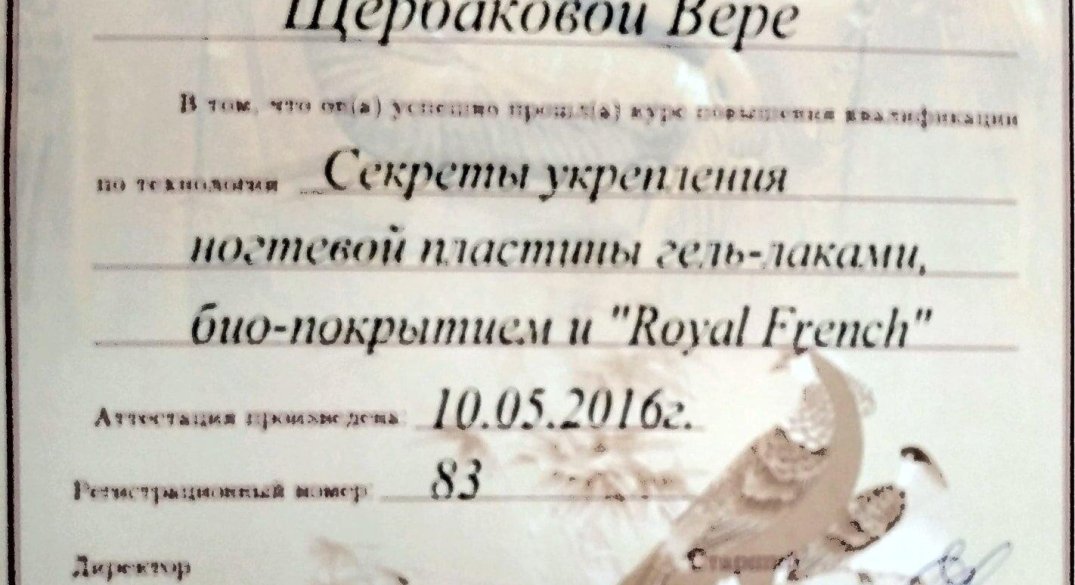 Щербаковой Вере
В том, что он(а) успешно прошл(а) курс повышения квалификации
по технологии Секреты укрепления
ногтевой пластины гель-лаками,
био-покрытием и "Royal French"
Аттестация произведена 10.05.2016г.
Регистрационный номер 83
Директор